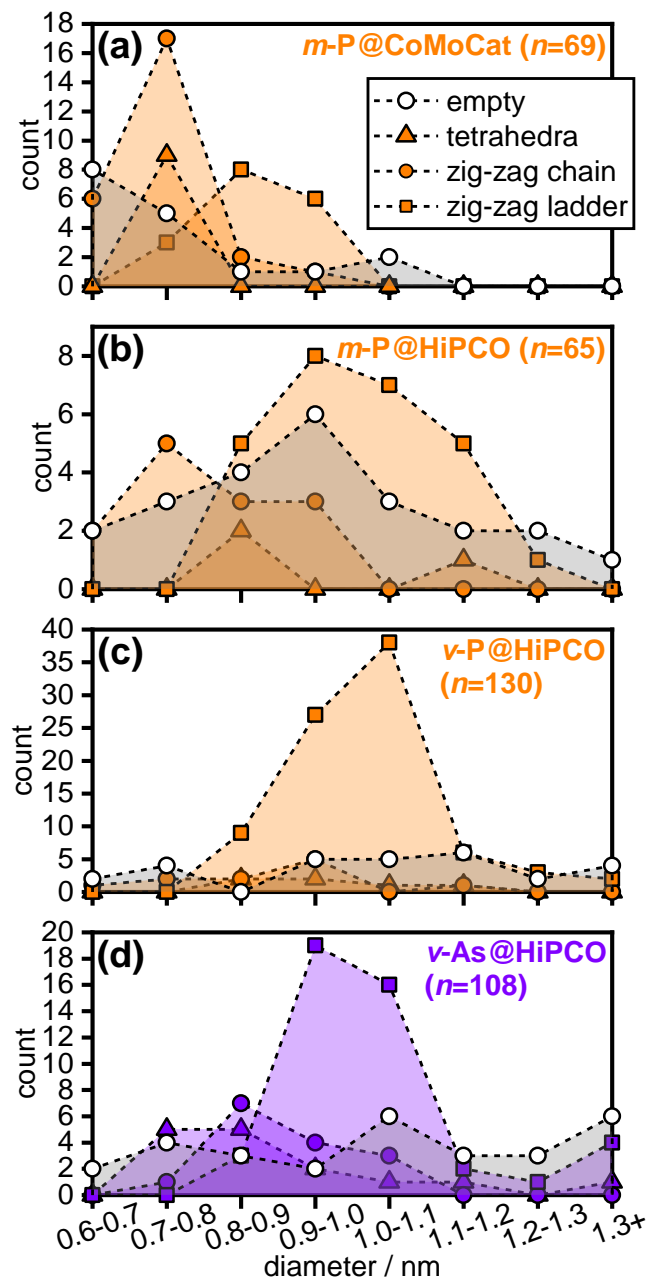 (a)
m-P@CoMoCat (n=69)
empty
tetrahedra
zig-zag chain
zig-zag ladder
18
16
14
12
10
8
6
4
2
0
count
(b)
m-P@HiPCO (n=65)
8
6
4
2
0
count
(c)
v-P@HiPCO
(n=130)
40
35
30
25
20
15
10
5
0
count
(d)
v-As@HiPCO
(n=108)
20
18
16
14
12
10
8
6
4
2
0
count
0.6-0.7
0.7-0.8
0.8-0.9
0.9-1.0
1.0-1.1
1.1-1.2
1.2-1.3
1.3+
diameter / nm